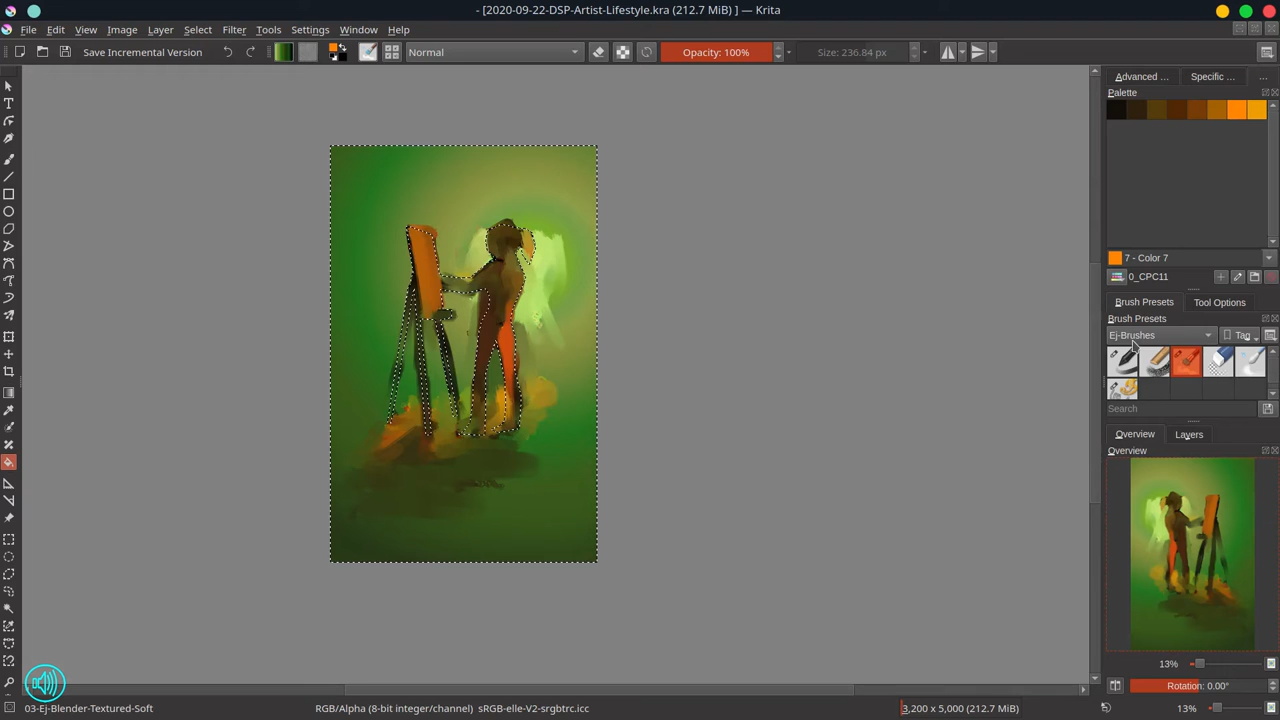 - [2020-09-22-DSP-Artist-Lifestyle.kra (212.7 MiB) ] — Krita
File Edit View Image Layer Select Filter Tools Settings Window Help
Save Incremental Version Normal Opacity: 100% Size: 236.84 px
Advanced ... Specific ... ...
Palette
7 - Color 7
0_CPC11
Brush Presets Tool Options
Brush Presets
Ej-Brushes Tag
Search
Overview Layers
Overview
13%
Rotation: 0.00°
03-Ej-Blender-Textured-Soft RGB/Alpha (8-bit integer/channel) sRGB-elle-V2-srgbtrc.icc 3,200 x 5,000 (212.7 MiB) 13%